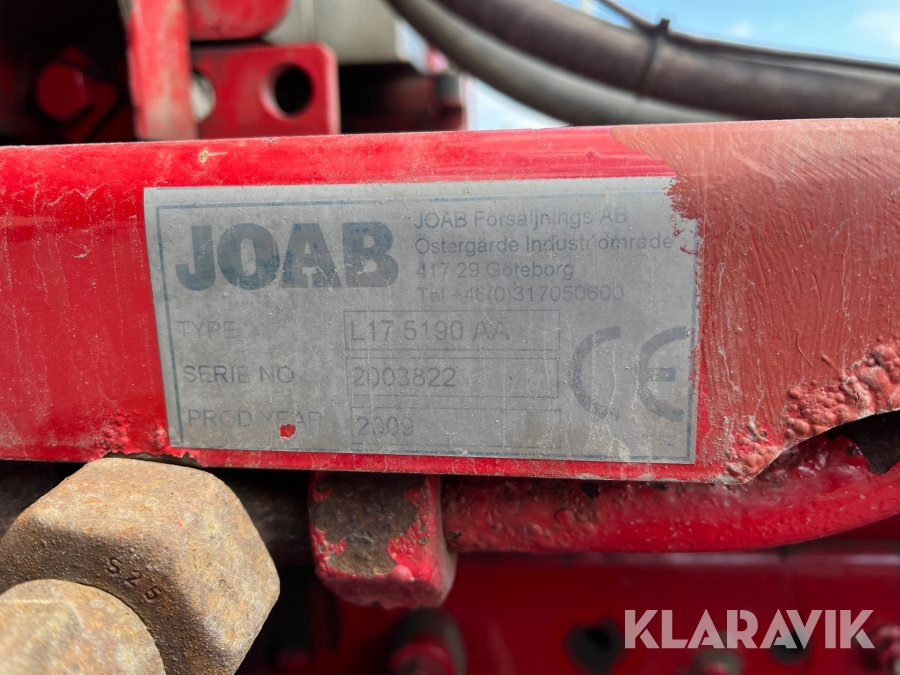 JOAB
JOAB Försäljnings AB
Östergärde Industriområde
417 29 Göteborg
Tel +46(0)317050600
TYPE L17 5190 AA
SERIE NO 2003822
PROD YEAR 2009
CE
S25
KLARAVIK